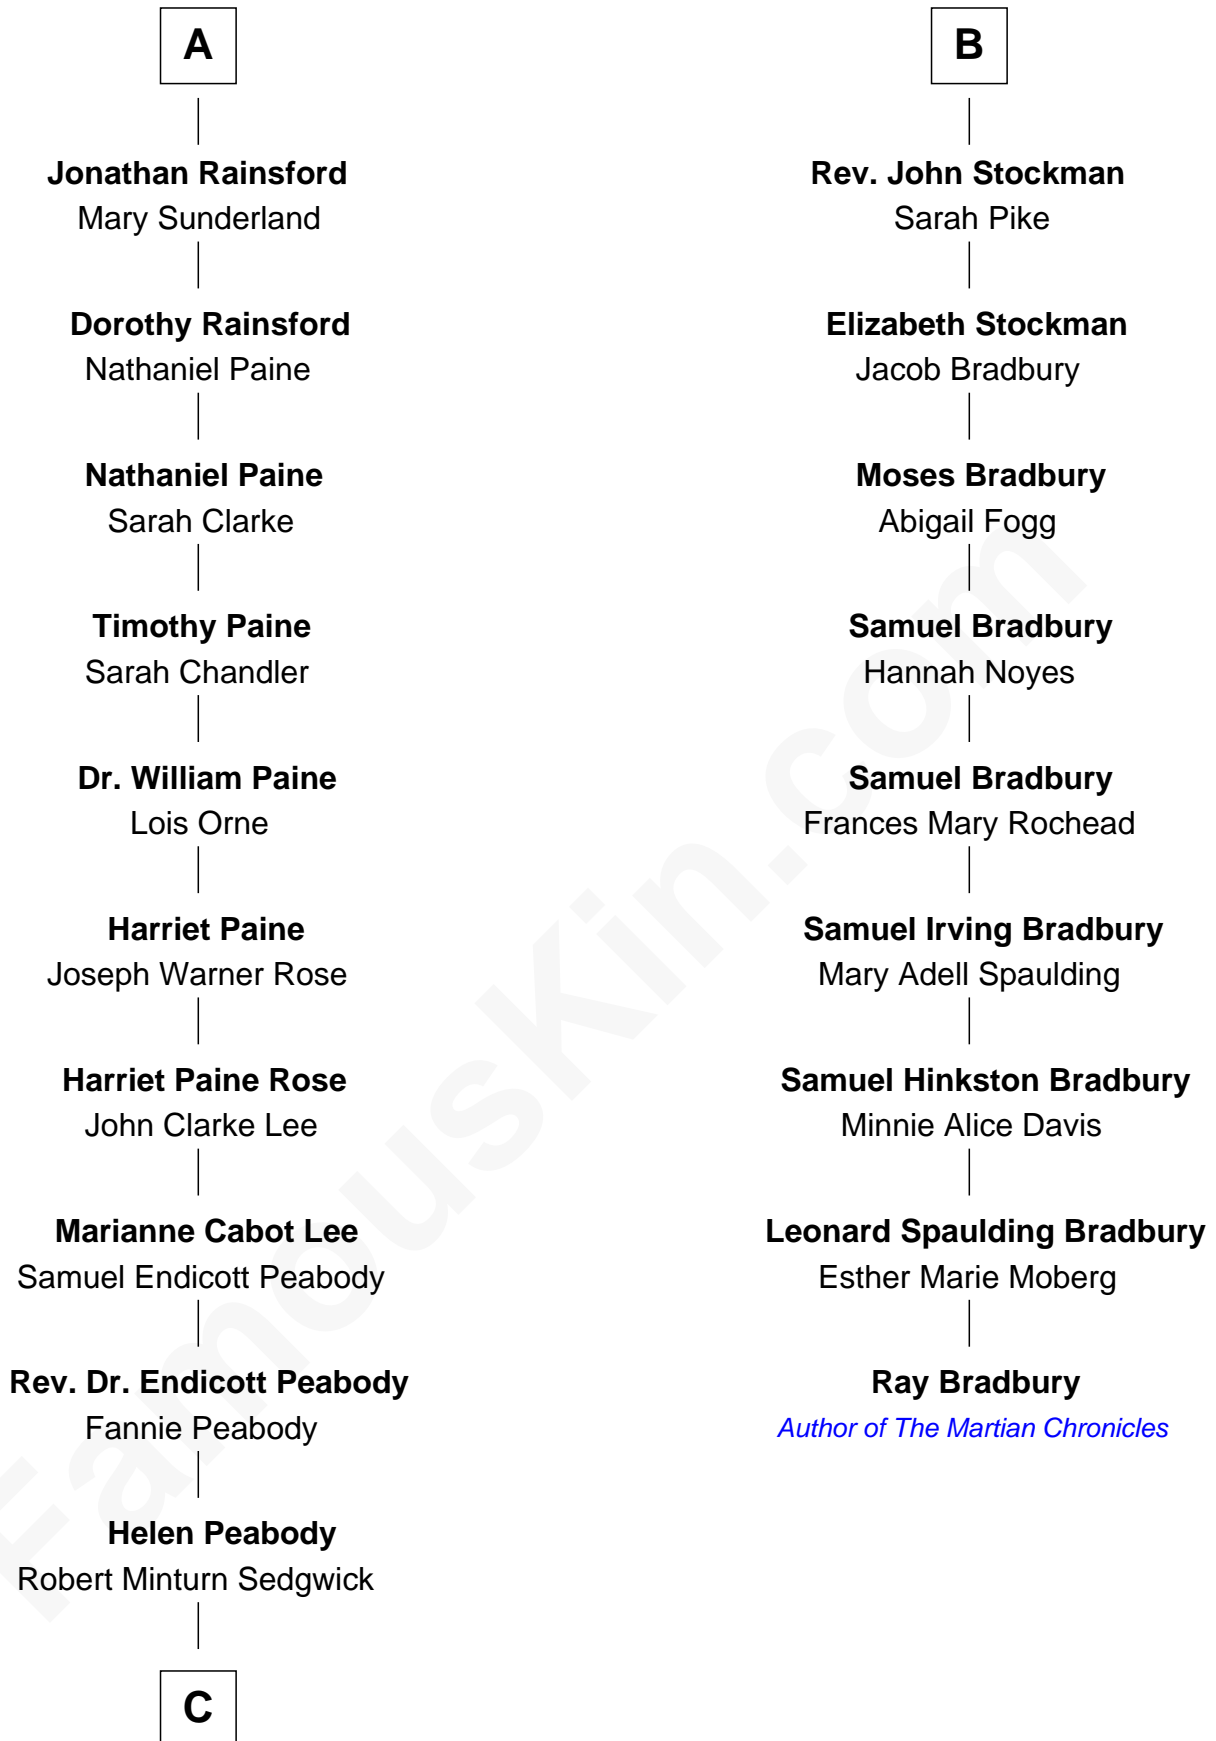 A
Jonathan Rainsford
Mary Sunderland
Dorothy Rainsford
Nathaniel Paine
Nathaniel Paine
Sarah Clarke
Timothy Paine
Sarah Chandler
Dr. William Paine
Lois Orne
Harriet Paine
Joseph Warner Rose
Harriet Paine Rose
John Clarke Lee
Marianne Cabot Lee
Samuel Endicott Peabody
Rev. Dr. Endicott Peabody
Fannie Peabody
Helen Peabody
Robert Minturn Sedgwick
C
B
Rev. John Stockman
Sarah Pike
Elizabeth Stockman
Jacob Bradbury
Moses Bradbury
Abigail Fogg
Samuel Bradbury
Hannah Noyes
Samuel Bradbury
Frances Mary Rochead
Samuel Irving Bradbury
Mary Adell Spaulding
Samuel Hinkston Bradbury
Minnie Alice Davis
Leonard Spaulding Bradbury
Esther Marie Moberg
Ray Bradbury
Author of The Martian Chronicles
FamousKin.com